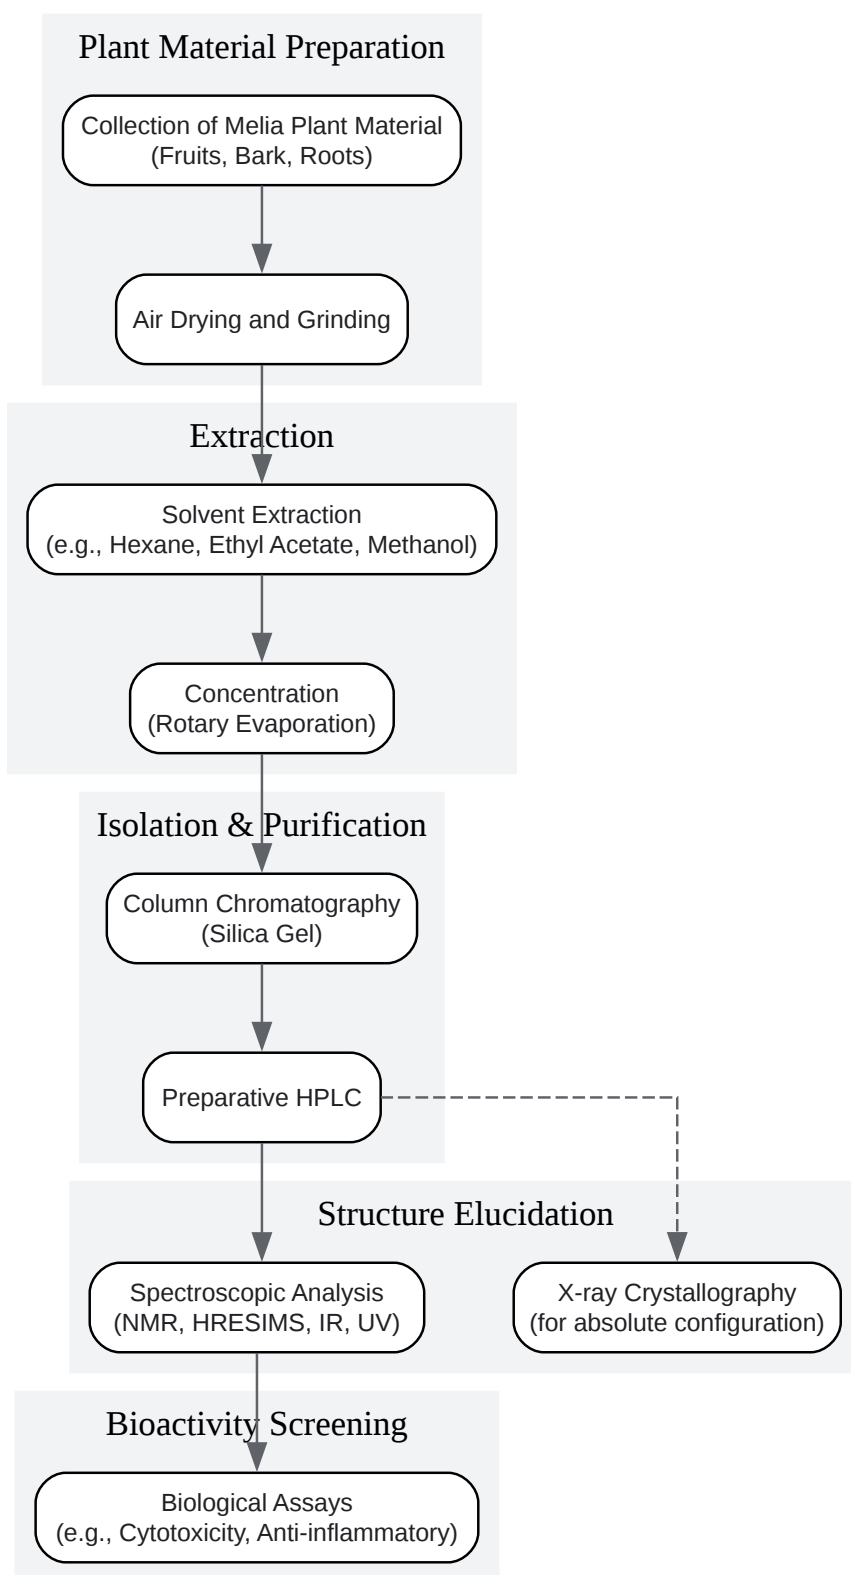 Plant Material Preparation
Collection of Melia Plant Material
(Fruits, Bark, Roots)
Air Drying and Grinding
Extraction
Solvent Extraction
(e.g., Hexane, Ethyl Acetate, Methanol)
Concentration
(Rotary Evaporation)
Isolation & Purification
Column Chromatography
(Silica Gel)
Preparative HPLC
Structure Elucidation
Spectroscopic Analysis
(NMR, HRESIMS, IR, UV)
X-ray Crystallography
(for absolute configuration)
Bioactivity Screening
Biological Assays
(e.g., Cytotoxicity, Anti-inflammatory)